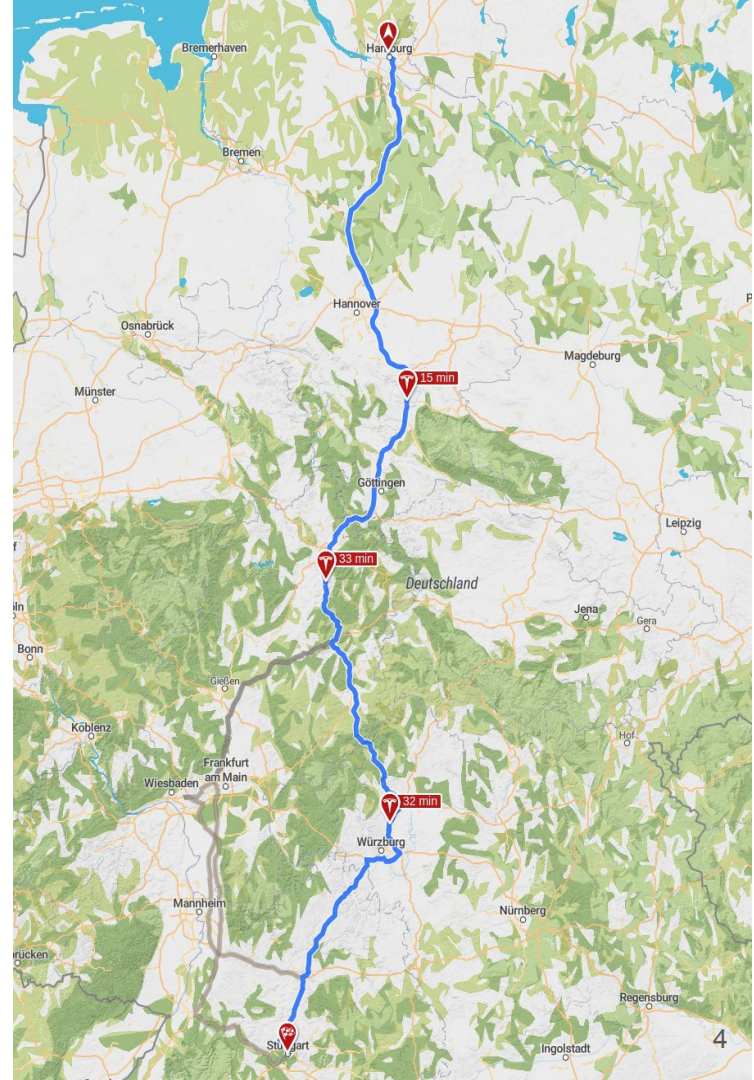 Bremerhaven
Hamburg
Bremen
Hannover
Osnabrück
Magdeburg
15 min
Münster
Göttingen
Leipzig
33 min
Deutschland
Jena
Gera
Bonn
Gießen
Koblenz
Hof
Frankfurt
am Main
Wiesbaden
32 min
Würzburg
Mannheim
Nürnberg
Regensburg
4
Stuttgart
Ingolstadt